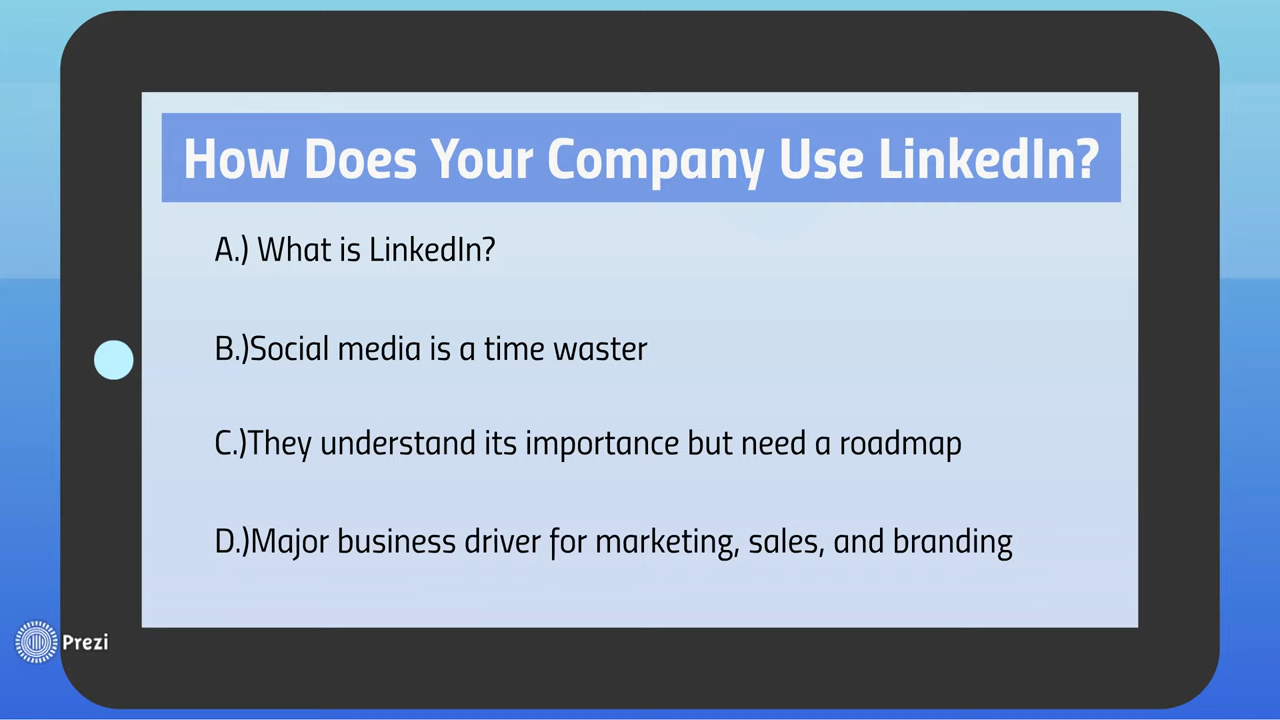 How Does Your Company Use LinkedIn?
A.) What is LinkedIn?
B.)Social media is a time waster
C.)They understand its importance but need a roadmap
D.)Major business driver for marketing, sales, and branding
Prezi